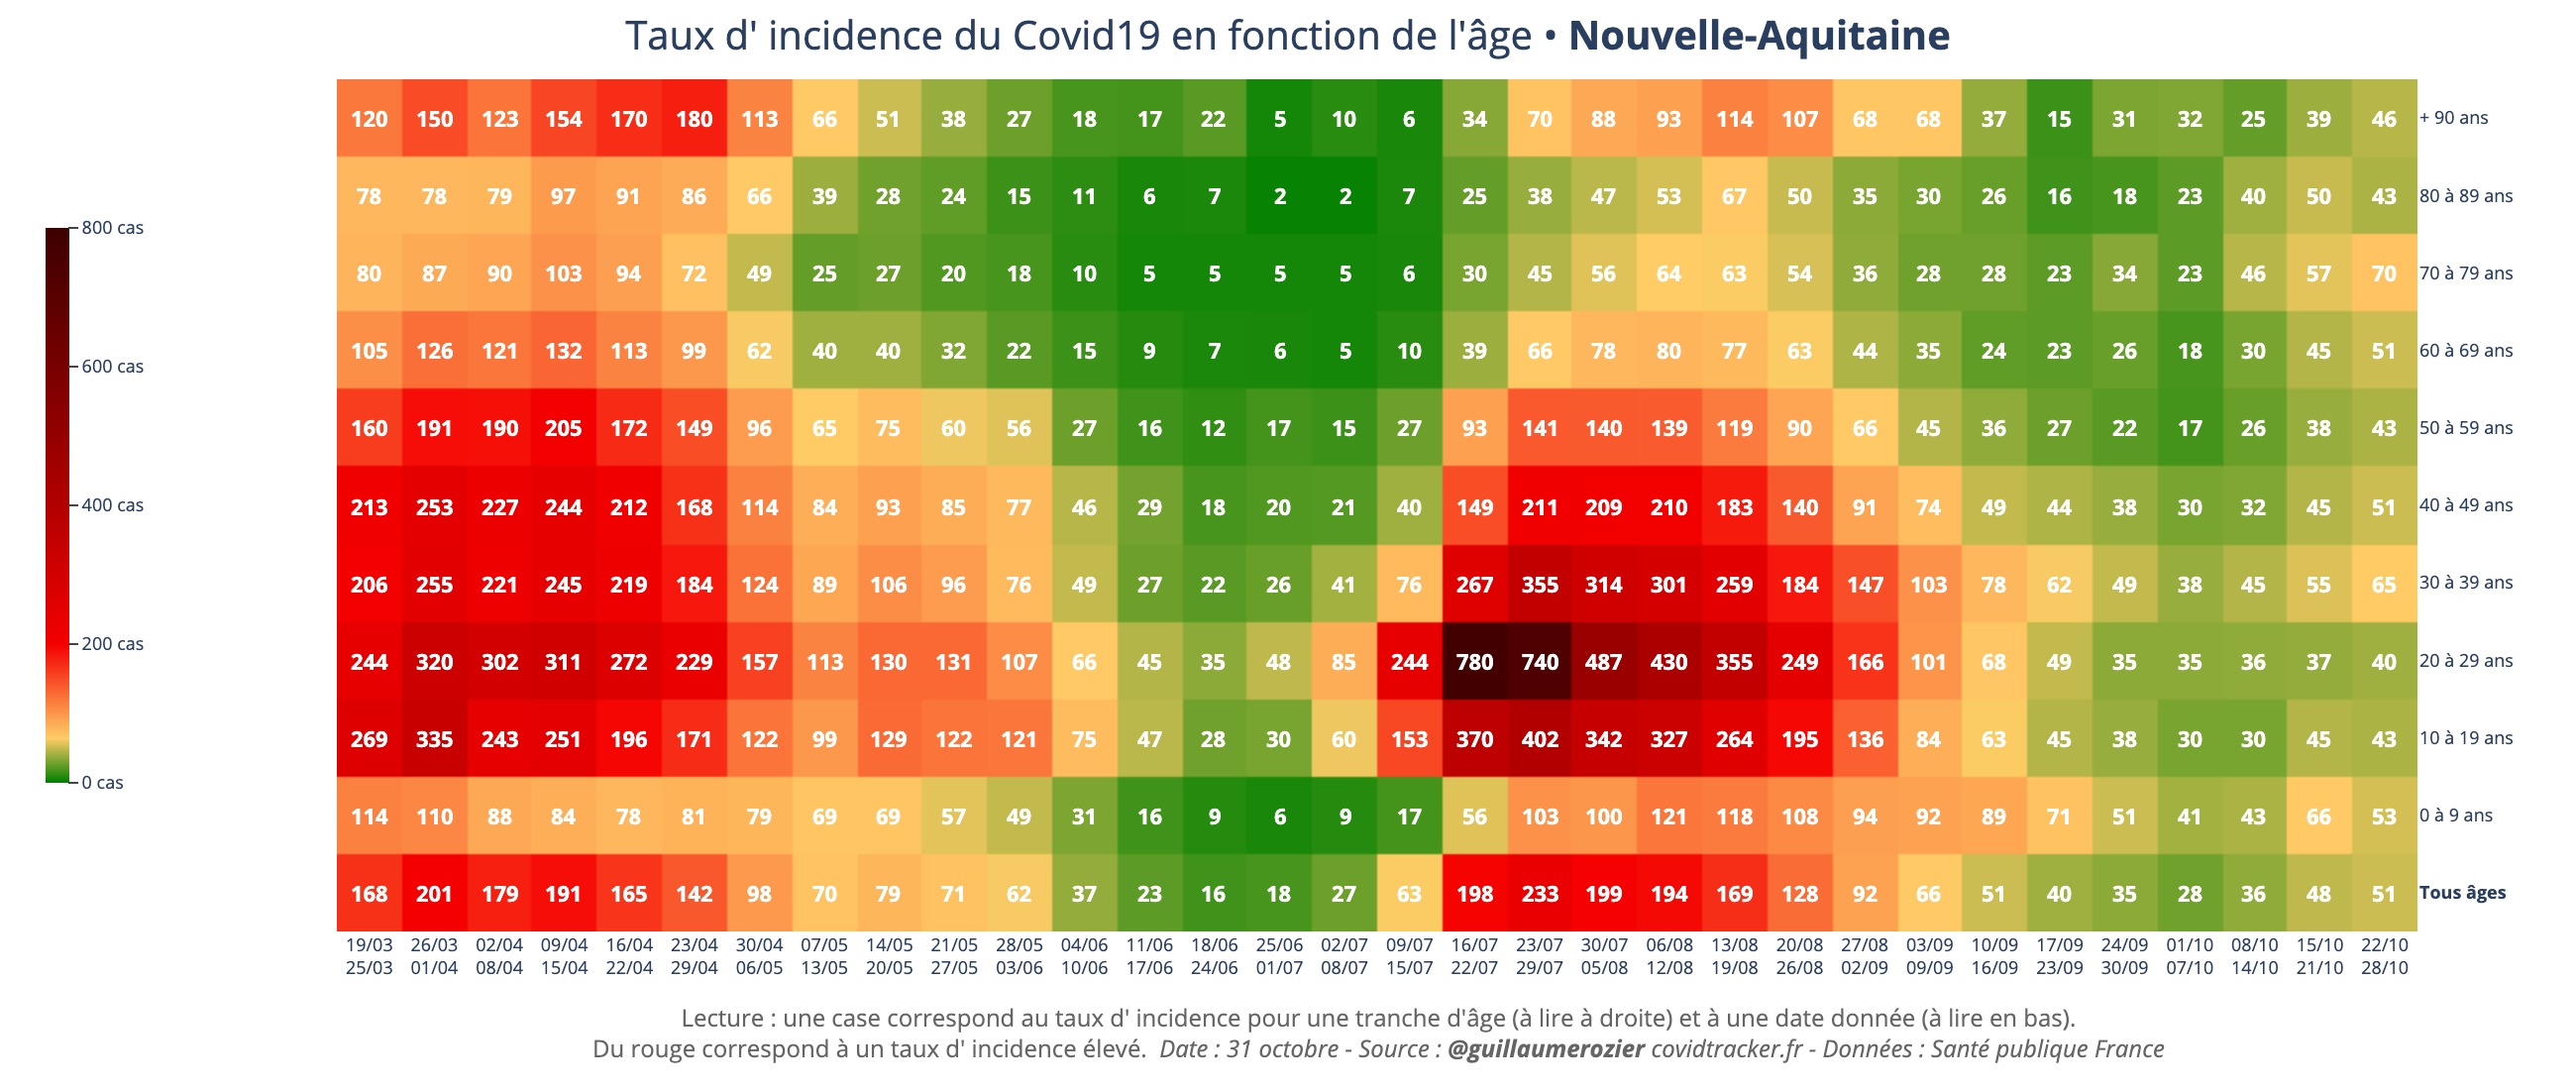 Taux d' incidence du Covid19 en fonction de l'âge • Nouvelle-Aquitaine
800 cas
600 cas
400 cas
200 cas
0 cas
120 150 123 154 170 180 113 66 51 38 27 18 17 22 5 10 6 34 70 88 93 114 107 68 68 37 15 31 32 25 39 46 + 90 ans
78 78 79 97 91 86 66 39 28 24 15 11 6 7 2 2 7 25 38 47 53 67 50 35 30 26 16 18 23 40 50 43 80 à 89 ans
80 87 90 103 94 72 49 25 27 20 18 10 5 5 5 5 6 30 45 56 64 63 54 36 28 28 23 34 23 46 57 70 70 à 79 ans
105 126 121 132 113 99 62 40 40 32 22 15 9 7 6 5 10 39 66 78 80 77 63 44 35 24 23 26 18 30 45 51 60 à 69 ans
160 191 190 205 172 149 96 65 75 60 56 27 16 12 17 15 27 93 141 140 139 119 90 66 45 36 27 22 17 26 38 43 50 à 59 ans
213 253 227 244 212 168 114 84 93 85 77 46 29 18 20 21 40 149 211 209 210 183 140 91 74 49 44 38 30 32 45 51 40 à 49 ans
206 255 221 245 219 184 124 89 106 96 76 49 27 22 26 41 76 267 355 314 301 259 184 147 103 78 62 49 38 45 55 65 30 à 39 ans
244 320 302 311 272 229 157 113 130 131 107 66 45 35 48 85 244 780 740 487 430 355 249 166 101 68 49 35 35 36 37 40 20 à 29 ans
269 335 243 251 196 171 122 99 129 122 121 75 47 28 30 60 153 370 402 342 327 264 195 136 84 63 45 38 30 30 45 43 10 à 19 ans
114 110 88 84 78 81 79 69 69 57 49 31 16 9 6 9 17 56 103 100 121 118 108 94 92 89 71 51 41 43 66 53 0 à 9 ans
168 201 179 191 165 142 98 70 79 71 62 37 23 16 18 27 63 198 233 199 194 169 128 92 66 51 40 35 28 36 48 51 Tous âges
19/03 26/03 02/04 09/04 16/04 23/04 30/04 07/05 14/05 21/05 28/05 04/06 11/06 18/06 25/06 02/07 09/07 16/07 23/07 30/07 06/08 13/08 20/08 27/08 03/09 10/09 17/09 24/09 01/10 08/10 15/10 22/10
25/03 01/04 08/04 15/04 22/04 29/04 06/05 13/05 20/05 27/05 03/06 10/06 17/06 24/06 01/07 08/07 15/07 22/07 29/07 05/08 12/08 19/08 26/08 02/09 09/09 16/09 23/09 30/09 07/10 14/10 21/10 28/10
Lecture : une case correspond au taux d' incidence pour une tranche d'âge (à lire à droite) et à une date donnée (à lire en bas).
Du rouge correspond à un taux d' incidence élevé. Date : 31 octobre - Source : @guillaumerozier covidtracker.fr - Données : Santé publique France